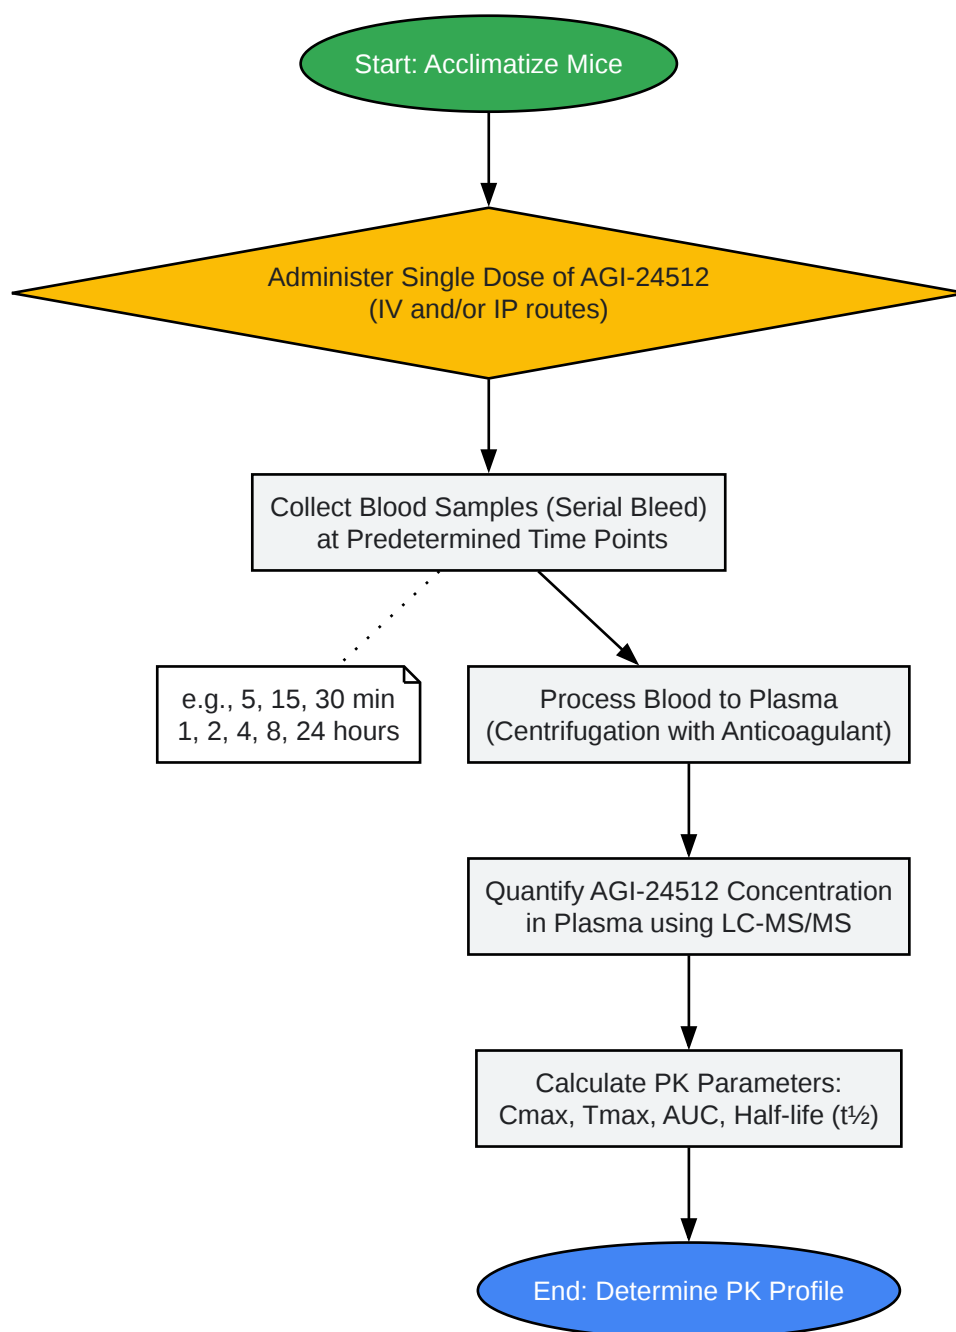 Start: Acclimatize Mice
Administer Single Dose of AGI-24512
(IV and/or IP routes)
Collect Blood Samples (Serial Bleed)
at Predetermined Time Points
e.g., 5, 15, 30 min
1, 2, 4, 8, 24 hours
Process Blood to Plasma
(Centrifugation with Anticoagulant)
Quantify AGI-24512 Concentration
in Plasma using LC-MS/MS
Calculate PK Parameters:
Cmax, Tmax, AUC, Half-life (t½)
End: Determine PK Profile